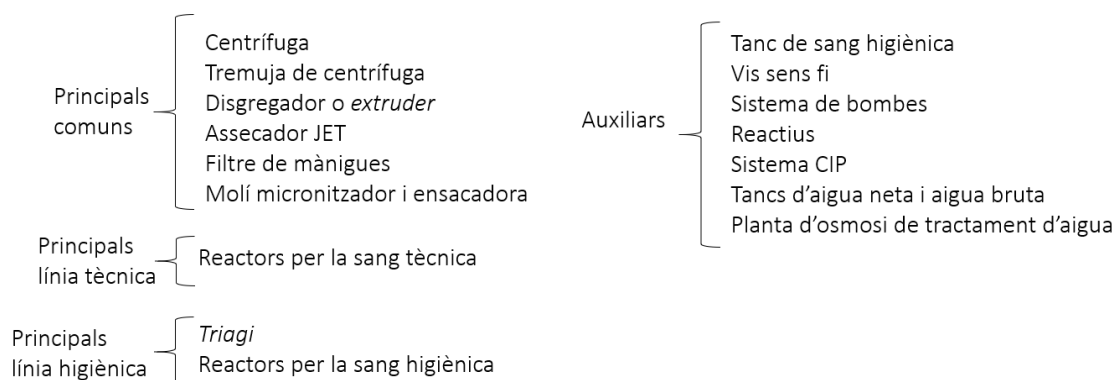 Principals
comuns
Centrífuga
Tremuja de centrífuga
Disgregador o extruder
Assecador JET
Filtre de mànigues
Molí micronitzador i ensacadora
Principals
línia tècnica
Reactors per la sang tècnica
Principals
línia higiènica
Triagi
Reactors per la sang higiènica
Auxiliars
Tanc de sang higiènica
Vis sens fi
Sistema de bombes
Reactius
Sistema CIP
Tancs d’aigua neta i aigua bruta
Planta d’osmosi de tractament d’aigua